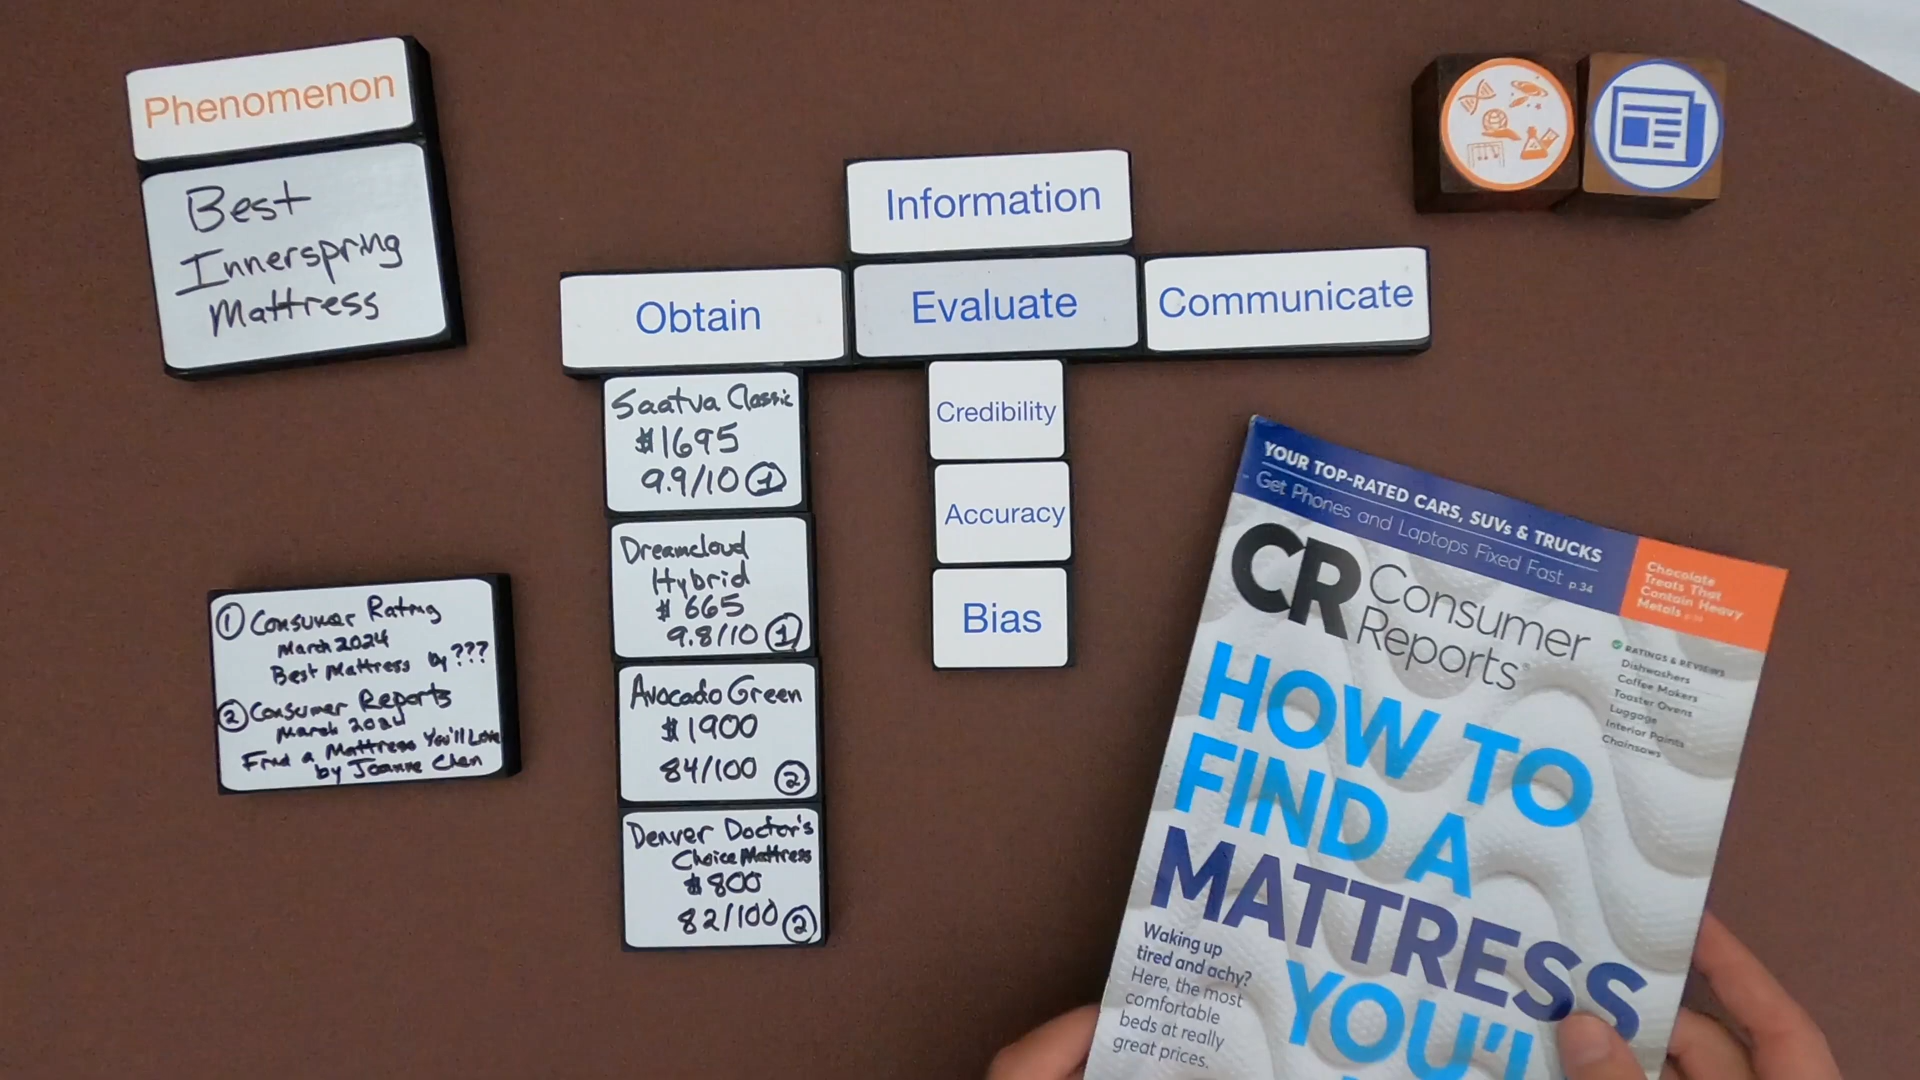 Phenomenon
Best
Innerspring
Mattress
① Consumer Rating
March 2024
Best Mattress by ???
② Consumer Reports
March 2024
Find a Mattress You'll Love
by Joanne Chen
Information
Obtain
Evaluate
Communicate
Saatva Classic
$1695
9.9/10 ①
Dreamcloud
Hybrid
$665
9.8/10 ①
Avocado Green
$1900
84/100 ②
Denver Doctor's
Choice Mattress
$800
82/100 ②
Credibility
Accuracy
Bias
YOUR TOP-RATED CARS, SUVs & TRUCKS
Get Phones and Laptops Fixed Fast p.34
Chocolate
Treats That
Contain Heavy
Metals
CR Consumer
Reports
RATINGS & REVIEWS
Dishwashers
Coffee Makers
Toaster Ovens
Luggage
Interior Paints
Chainsaws
HOW TO
FIND A
MATTRESS
YOU'L
Waking up
tired and achy?
Here, the most
comfortable
beds at really
great prices.